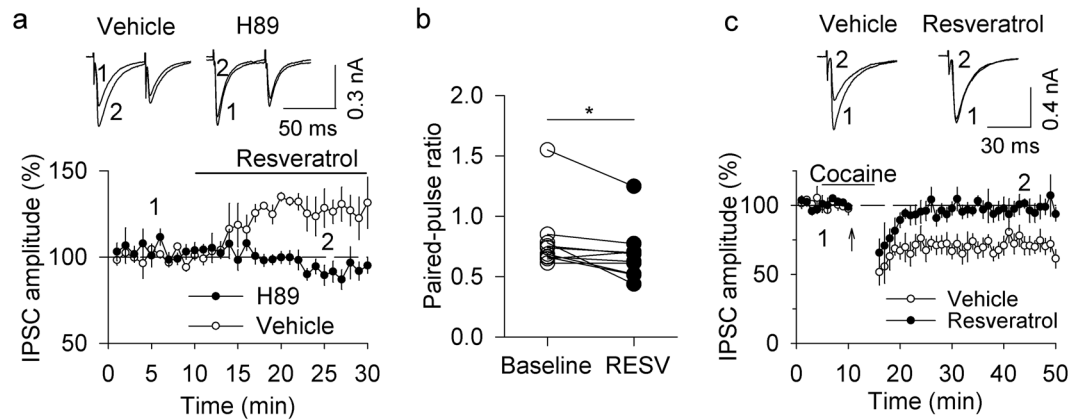 a
Vehicle H89
1 2
2 1
0.3 nA
50 ms
IPSC amplitude (%)
150
100
50
Resveratrol
1
2
H89
Vehicle
0 5 10 15 20 25 30
Time (min)
b
Paired-pulse ratio
2.0
1.5
1.0
0.5
0.0
*
Baseline RESV
c
Vehicle Resveratrol
2 2
1 1
0.4 nA
30 ms
IPSC amplitude (%)
100
75
50
0
Cocaine
1
2
Vehicle
Resveratrol
0 10 20 30 40 50
Time (min)